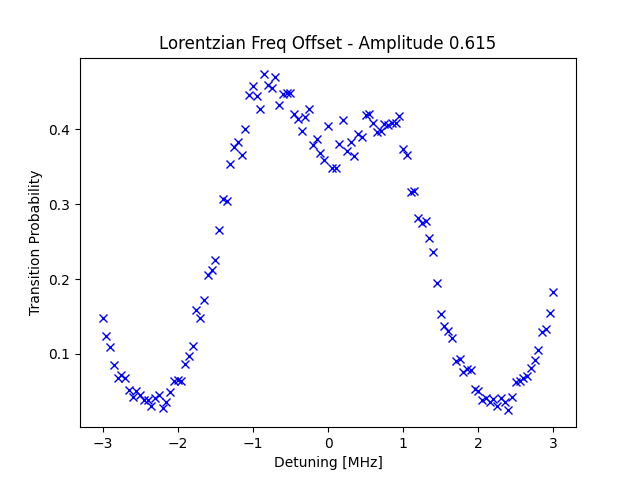 Lorentzian Freq Offset - Amplitude 0.615
Transition Probability
0.4
0.3
0.2
0.1
−3 −2 −1 0 1 2 3
Detuning [MHz]